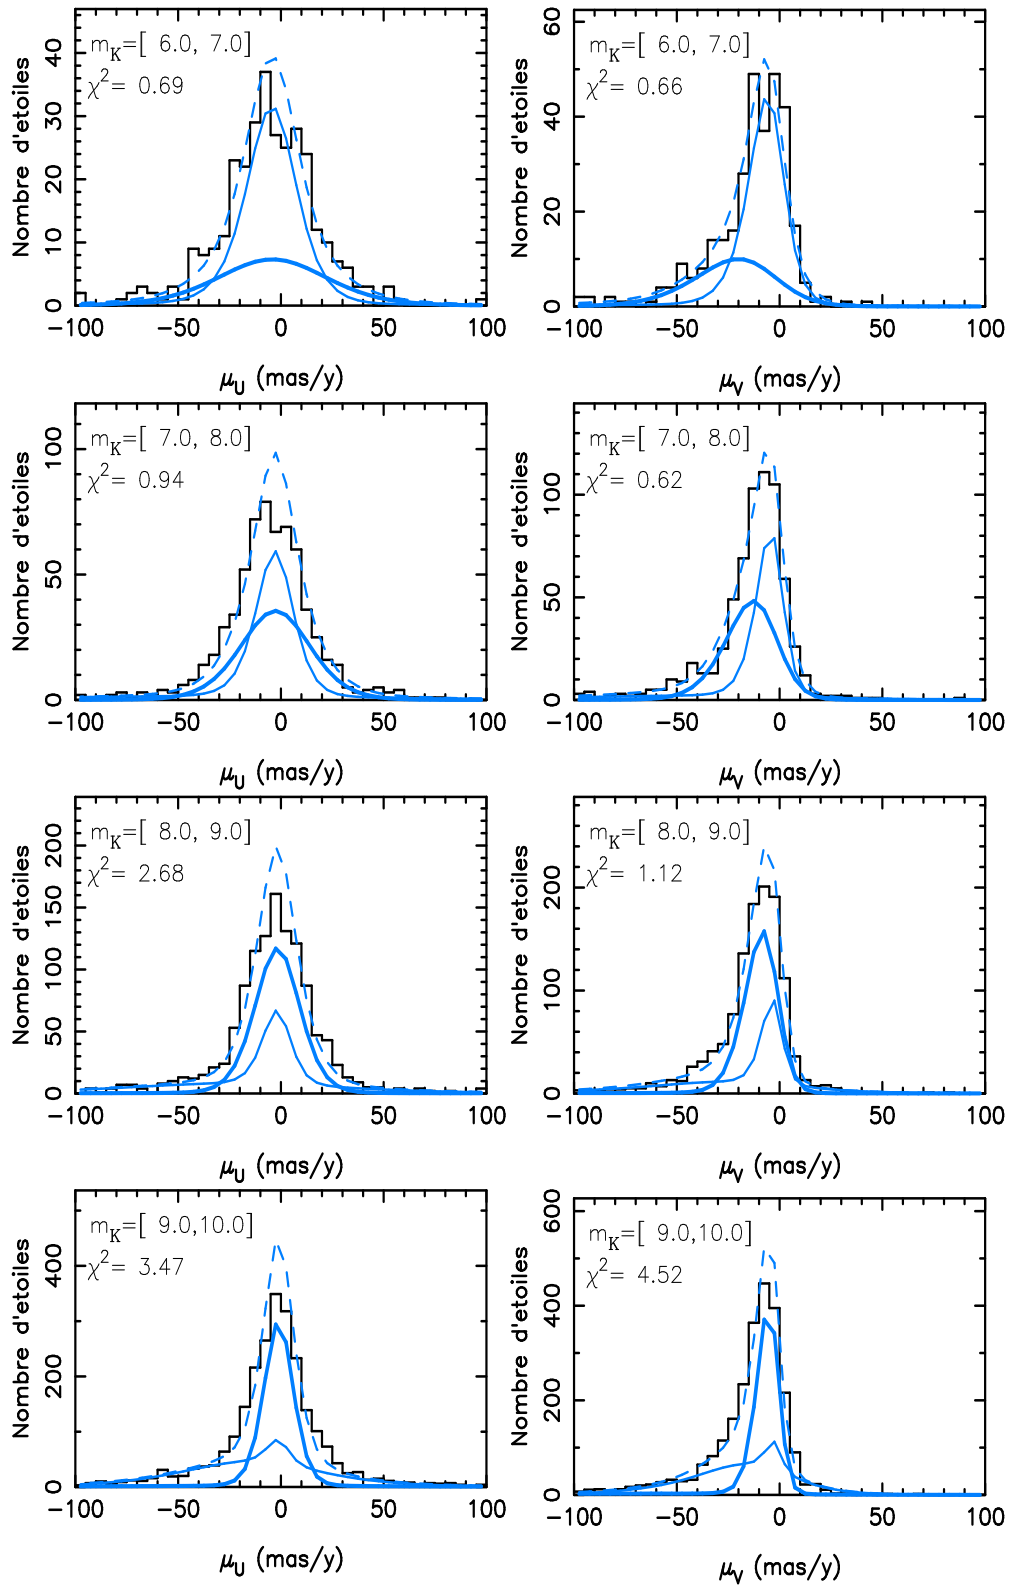 m_K=[ 6.0, 7.0]
χ²= 0.69
Nombre d'etoiles
0
10
20
30
40
−100
−50
0
50
100
μ_U (mas/y)
m_K=[ 6.0, 7.0]
χ²= 0.66
Nombre d'etoiles
0
20
40
60
−100
−50
0
50
100
μ_V (mas/y)
m_K=[ 7.0, 8.0]
χ²= 0.94
Nombre d'etoiles
0
50
100
−100
−50
0
50
100
μ_U (mas/y)
m_K=[ 7.0, 8.0]
χ²= 0.62
Nombre d'etoiles
0
50
100
−100
−50
0
50
100
μ_V (mas/y)
m_K=[ 8.0, 9.0]
χ²= 2.68
Nombre d'etoiles
0
50
100
150
200
−100
−50
0
50
100
μ_U (mas/y)
m_K=[ 8.0, 9.0]
χ²= 1.12
Nombre d'etoiles
0
100
200
−100
−50
0
50
100
μ_V (mas/y)
m_K=[ 9.0,10.0]
χ²= 3.47
Nombre d'etoiles
0
200
400
−100
−50
0
50
100
μ_U (mas/y)
m_K=[ 9.0,10.0]
χ²= 4.52
Nombre d'etoiles
0
200
400
600
−100
−50
0
50
100
μ_V (mas/y)